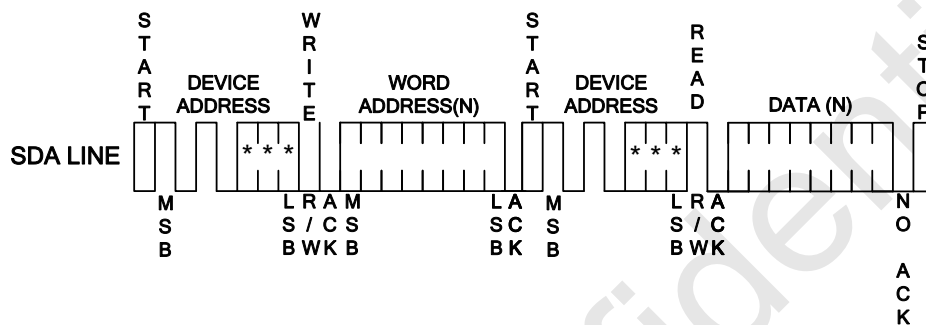 START
WRITE
START
READ
STOP
DEVICE
ADDRESS
WORD
ADDRESS(N)
DEVICE
ADDRESS
DATA (N)
SDA LINE
* * *
* * *
MSB
LSB
R/W
ACK
MSB
LSB
ACK
MSB
LSB
R/W
ACK
NO ACK